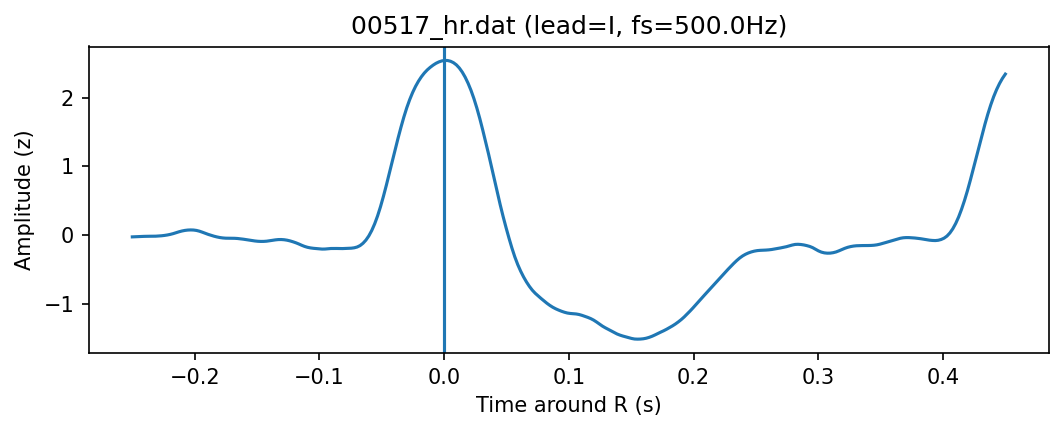 00517_hr.dat (lead=I, fs=500.0Hz)
Amplitude (z)
2
1
0
−1
−0.2 −0.1 0.0 0.1 0.2 0.3 0.4
Time around R (s)